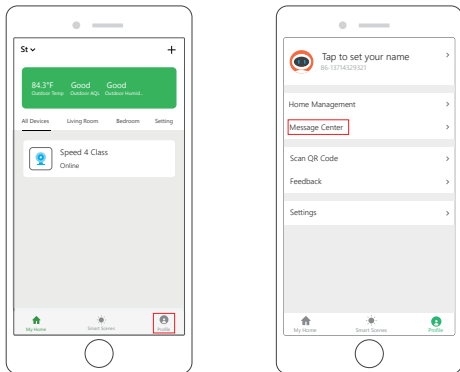 St
84.3°F Good Good
Outdoor Temp Outdoor AQI. Outdoor Humid...
All Devices Living Room Bedroom Setting
Speed 4 Class
Online
My Home Smart Scenes Profile
Tap to set your name
86-13714329321
Home Management
Message Center
Scan QR Code
Feedback
Settings
My Home Smart Scenes Profile